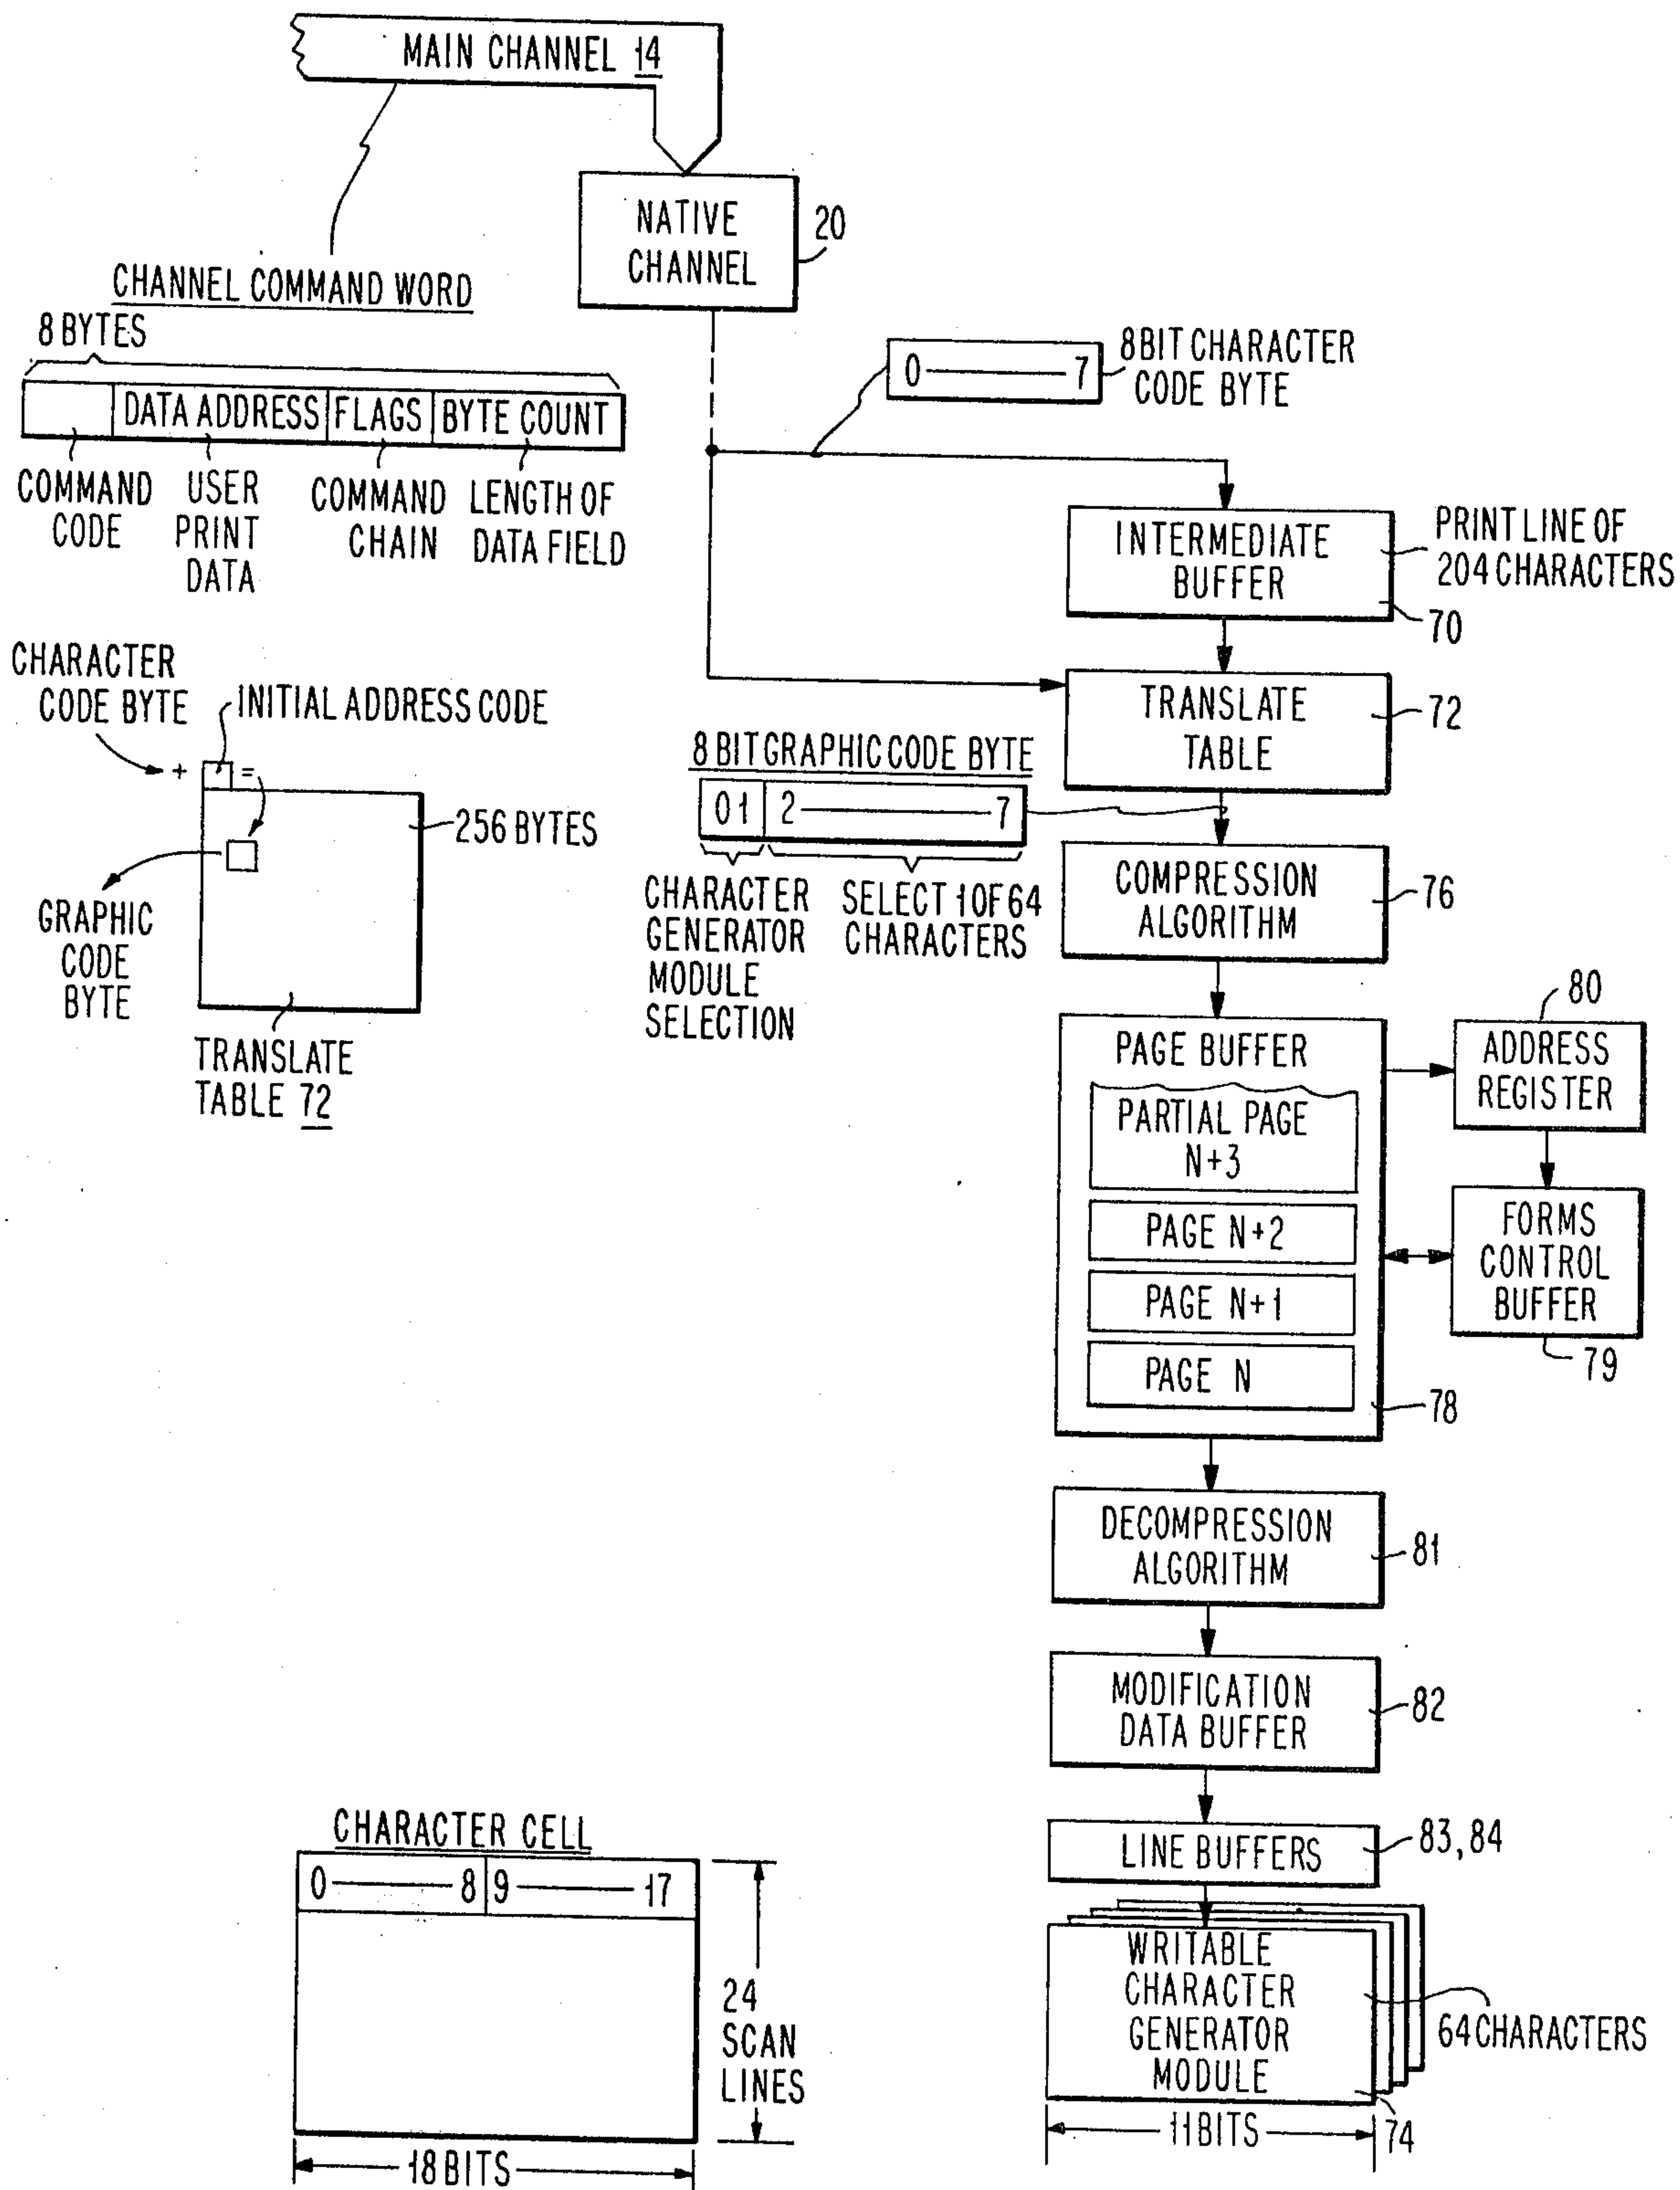 MAIN CHANNEL 14
NATIVE
CHANNEL
20
CHANNEL COMMAND WORD
8 BYTES
DATA ADDRESS FLAGS BYTE COUNT
COMMAND
CODE
USER
PRINT
DATA
COMMAND
CHAIN
LENGTH OF
DATA FIELD
0 7
8 BIT CHARACTER
CODE BYTE
INTERMEDIATE
BUFFER
PRINT LINE OF
204 CHARACTERS
70
CHARACTER
CODE BYTE
INITIAL ADDRESS CODE
+ =
256 BYTES
GRAPHIC
CODE
BYTE
TRANSLATE
TABLE 72
TRANSLATE
TABLE
72
8 BIT GRAPHIC CODE BYTE
0 1 2 7
CHARACTER
GENERATOR
MODULE
SELECTION
SELECT 1 OF 64
CHARACTERS
COMPRESSION
ALGORITHM
76
PAGE BUFFER
PARTIAL PAGE
N+3
PAGE N+2
PAGE N+1
PAGE N
78
80
ADDRESS
REGISTER
FORMS
CONTROL
BUFFER
79
DECOMPRESSION
ALGORITHM
81
MODIFICATION
DATA BUFFER
82
LINE BUFFERS
83,84
WRITABLE
CHARACTER
GENERATOR
MODULE
64 CHARACTERS
74
11 BITS
CHARACTER CELL
0 8 9 17
24
SCAN
LINES
18 BITS